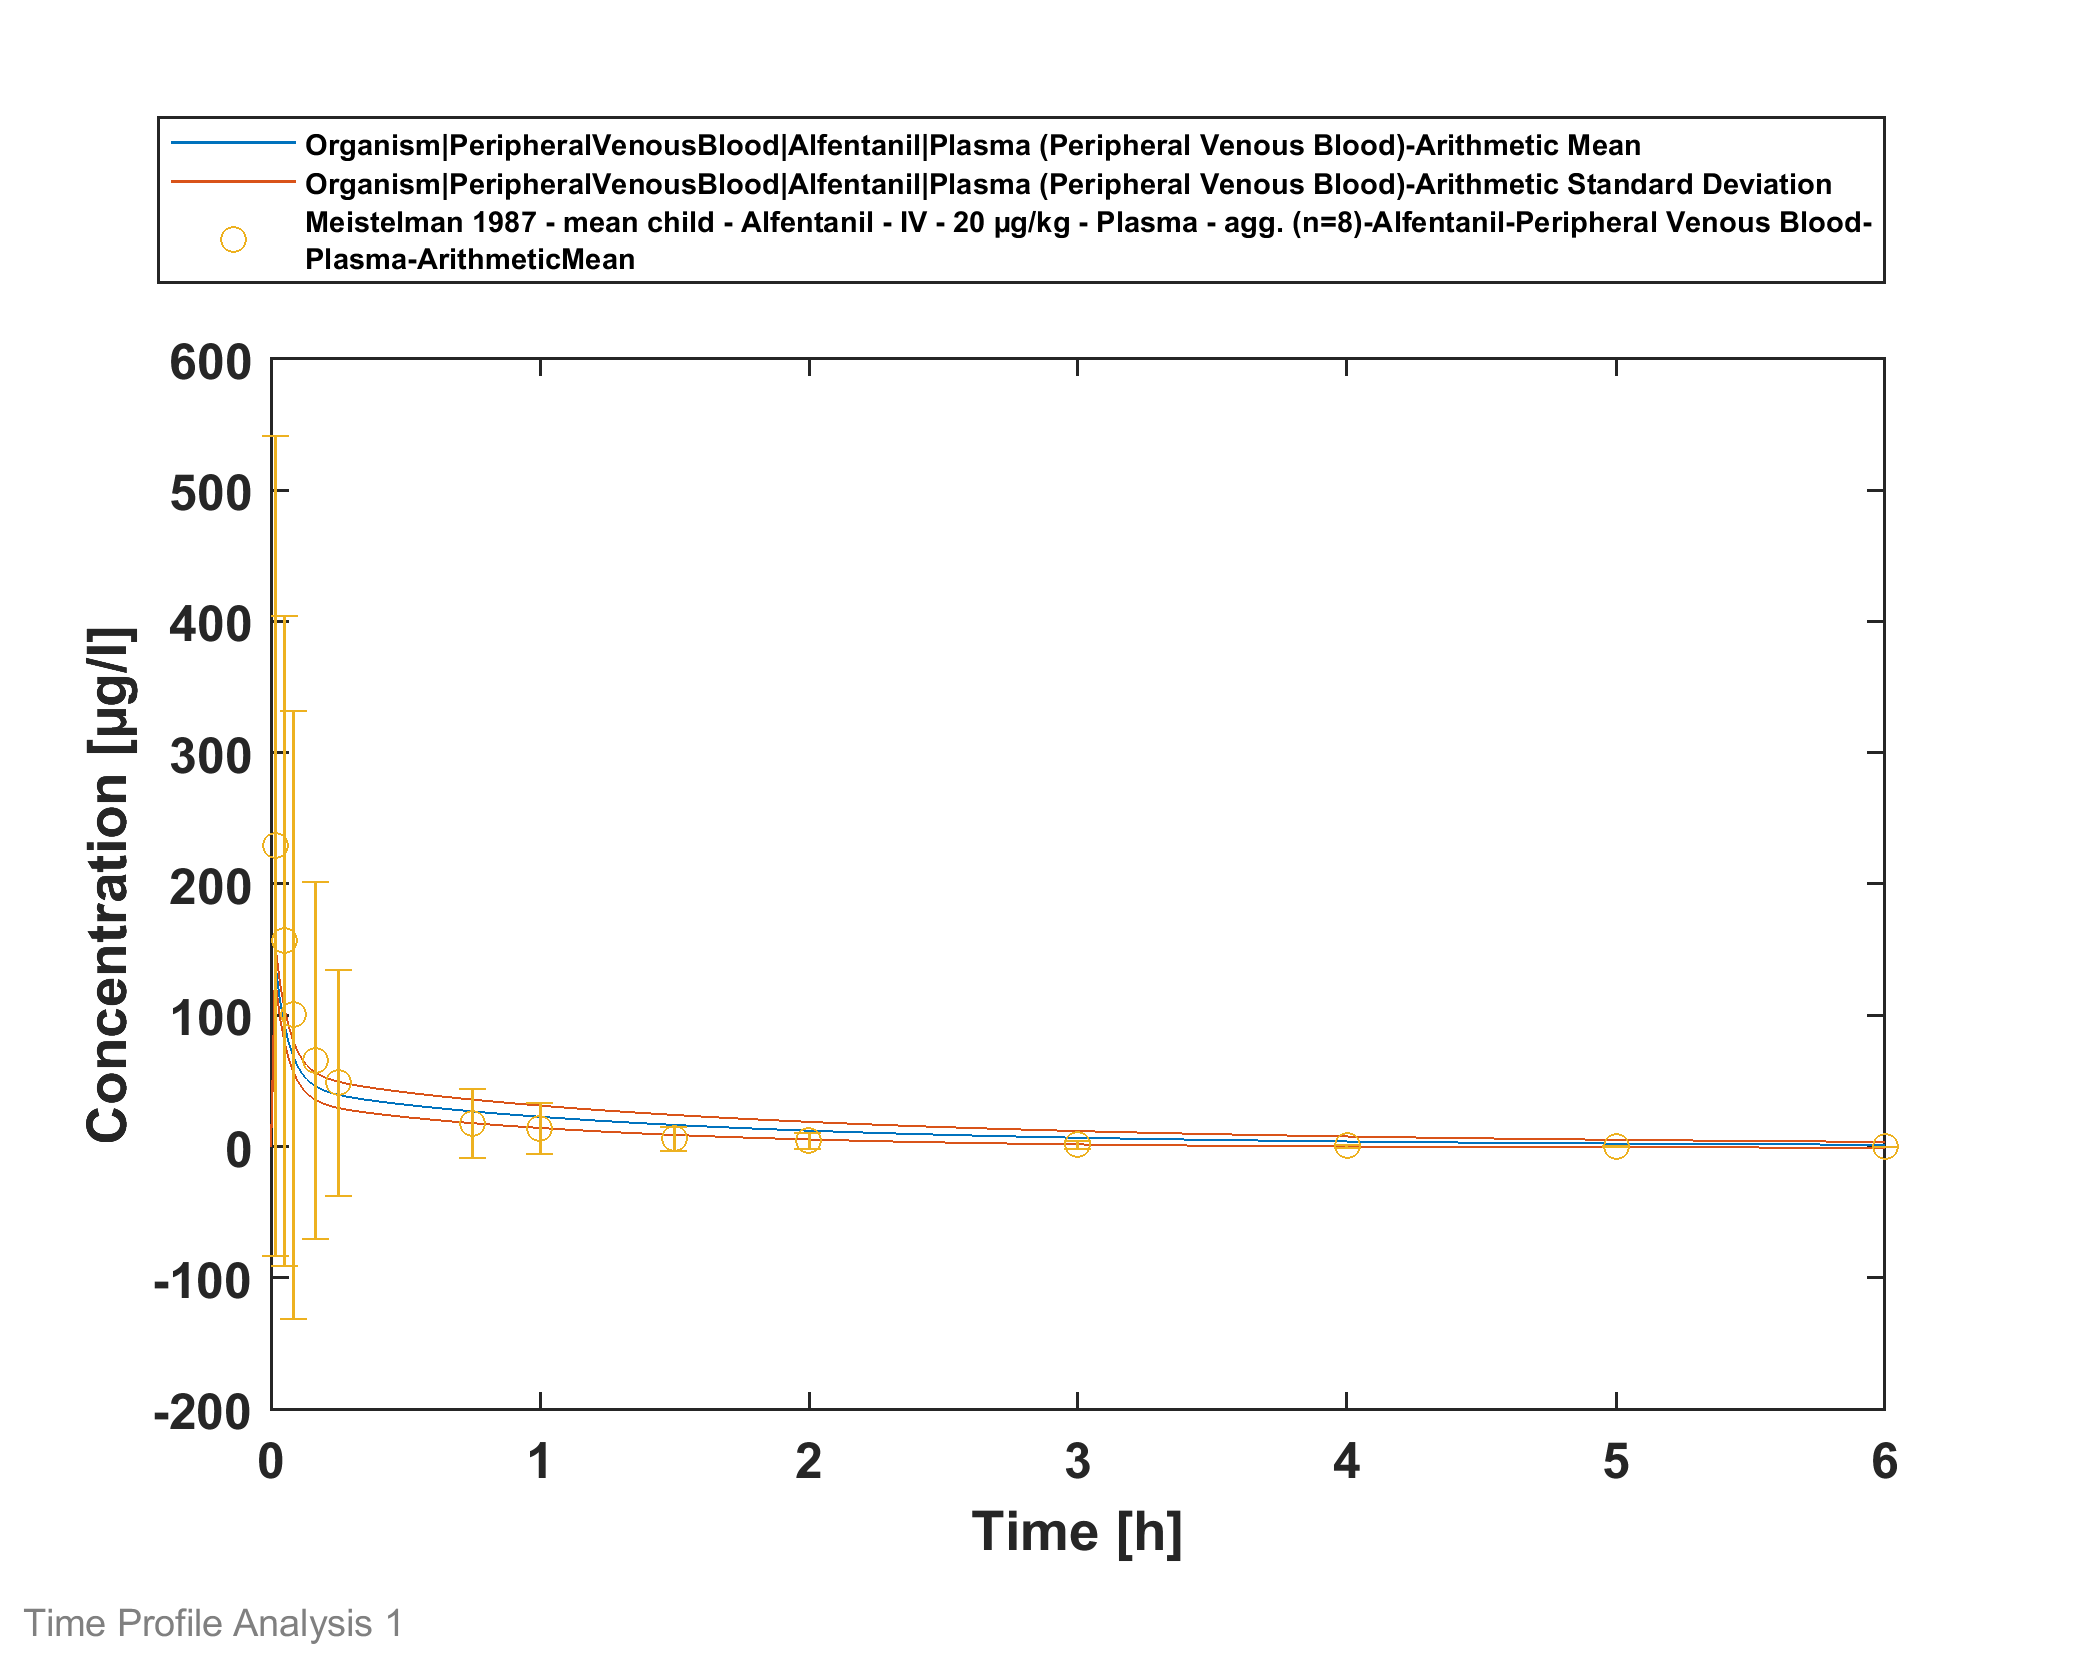 Organism|PeripheralVenousBlood|Alfentanil|Plasma (Peripheral Venous Blood)-Arithmetic Mean
Organism|PeripheralVenousBlood|Alfentanil|Plasma (Peripheral Venous Blood)-Arithmetic Standard Deviation
Meistelman 1987 - mean child - Alfentanil - IV - 20 µg/kg - Plasma - agg. (n=8)-Alfentanil-Peripheral Venous Blood-
Plasma-ArithmeticMean
600
500
400
300
200
100
0
-100
-200
Concentration [µg/l]
0 1 2 3 4 5 6
Time [h]
Time Profile Analysis 1